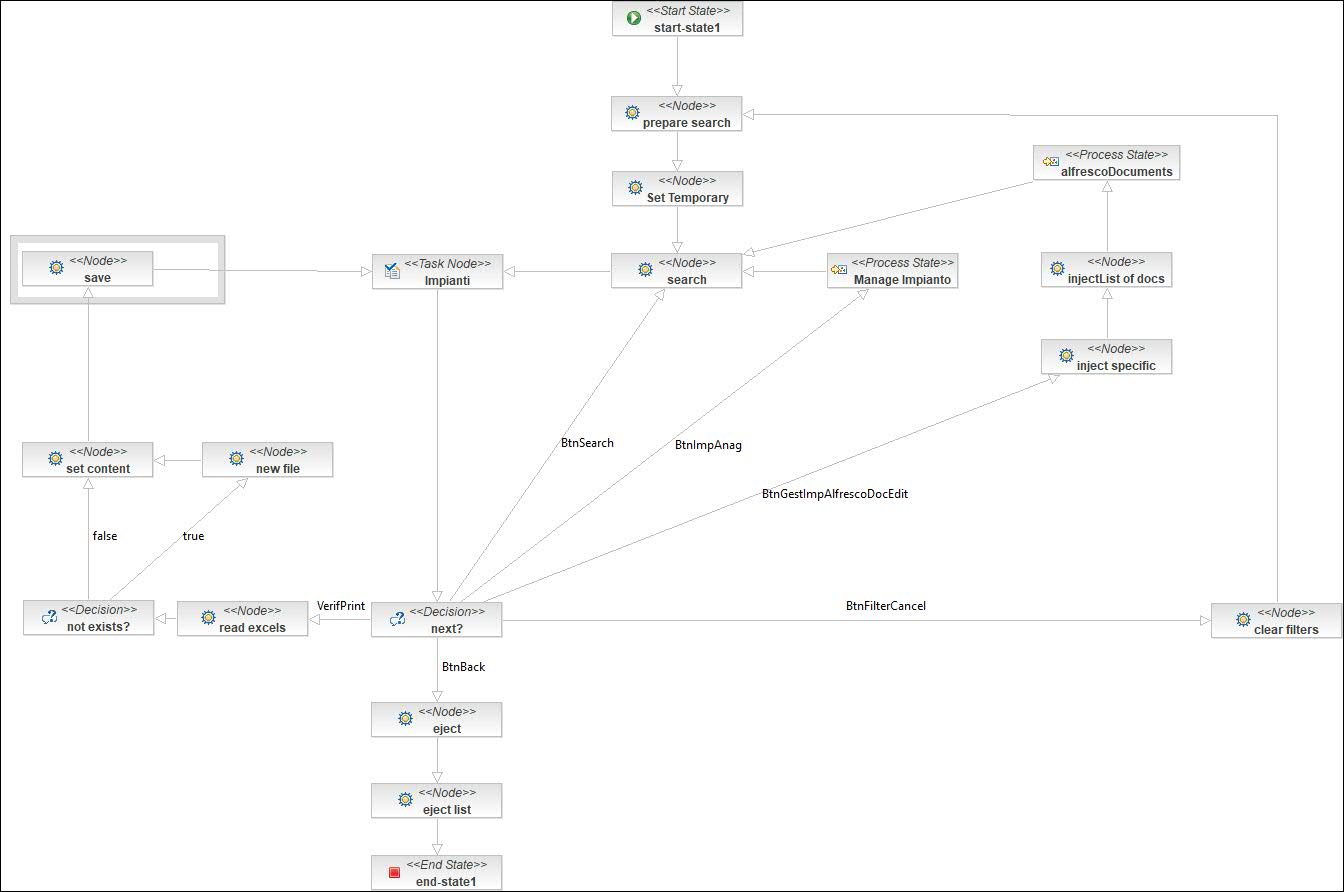 <<Start State>>
start-state1
<<Node>>
prepare search
<<Process State>>
alfrescoDocuments
<<Node>>
Set Temporary
<<Node>>
save
<<Task Node>>
Impianti
<<Node>>
search
<<Process State>>
Manage Impianto
<<Node>>
injectList of docs
<<Node>>
inject specific
BtnSearch
BtnImpAnag
<<Node>>
set content
<<Node>>
new file
BtnGestImpAlfrescoDocEdit
false
true
<<Decision>>
not exists?
<<Node>>
read excels
VerifPrint
<<Decision>>
next?
BtnFilterCancel
<<Node>>
clear filters
BtnBack
<<Node>>
eject
<<Node>>
eject list
<<End State>>
end-state1